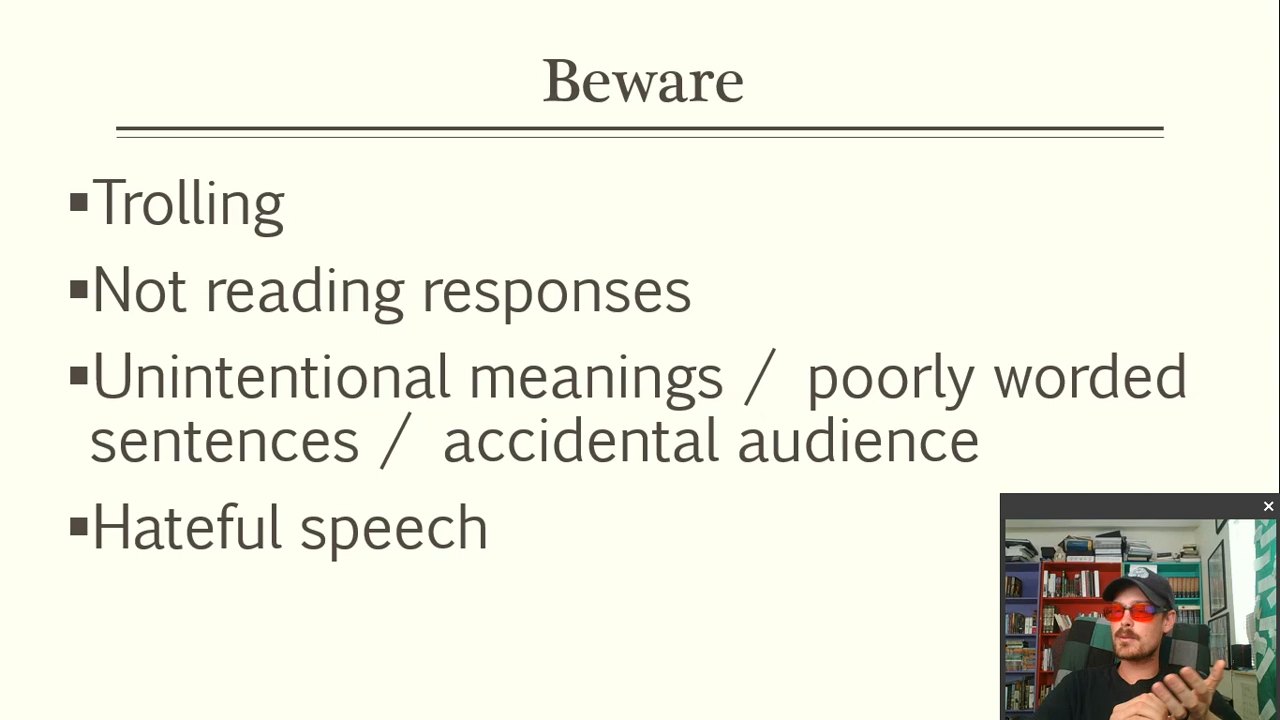 Beware
▪Trolling
▪Not reading responses
▪Unintentional meanings / poorly worded
sentences / accidental audience
▪Hateful speech